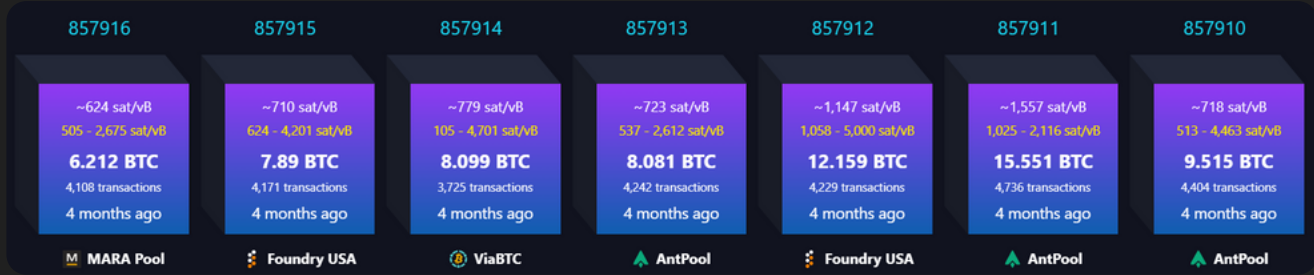 857916
~624 sat/vB
505 - 2,675 sat/vB
6.212 BTC
4,108 transactions
4 months ago
MARA Pool
857915
~710 sat/vB
624 - 4,201 sat/vB
7.89 BTC
4,171 transactions
4 months ago
Foundry USA
857914
~779 sat/vB
105 - 4,701 sat/vB
8.099 BTC
3,725 transactions
4 months ago
ViaBTC
857913
~723 sat/vB
537 - 2,612 sat/vB
8.081 BTC
4,242 transactions
4 months ago
AntPool
857912
~1,147 sat/vB
1,058 - 5,000 sat/vB
12.159 BTC
4,229 transactions
4 months ago
Foundry USA
857911
~1,557 sat/vB
1,025 - 2,116 sat/vB
15.551 BTC
4,736 transactions
4 months ago
AntPool
857910
~718 sat/vB
513 - 4,463 sat/vB
9.515 BTC
4,404 transactions
4 months ago
AntPool